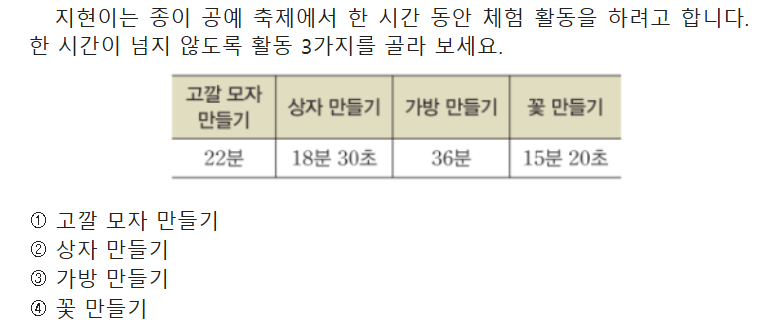 지현이는 종이 공예 축제에서 한 시간 동안 체험 활동을 하려고 합니다.
한 시간이 넘지 않도록 활동 3가지를 골라 보세요.
고깔 모자 만들기 상자 만들기 가방 만들기 꽃 만들기
22분 18분 30초 36분 15분 20초
① 고깔 모자 만들기
② 상자 만들기
③ 가방 만들기
④ 꽃 만들기